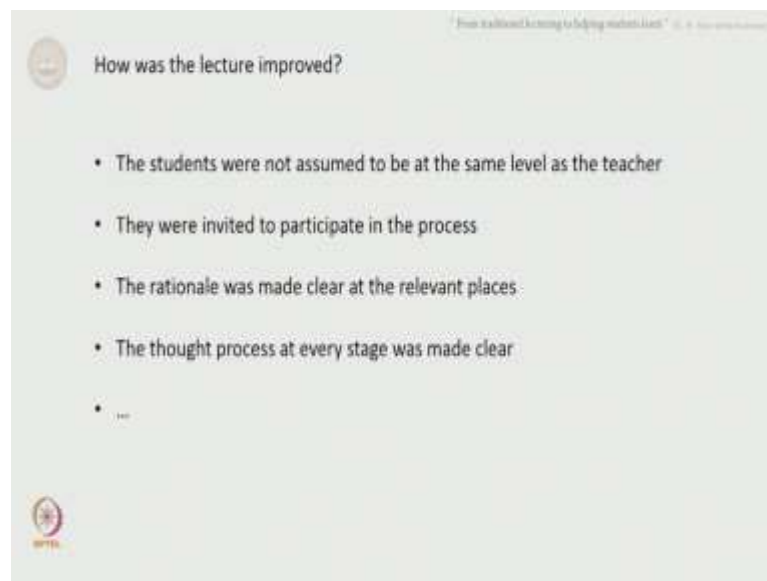 How was the lecture improved?
• The students were not assumed to be at the same level as the teacher
• They were invited to participate in the process
• The rationale was made clear at the relevant places
• The thought process at every stage was made clear
• ...
NPTEL